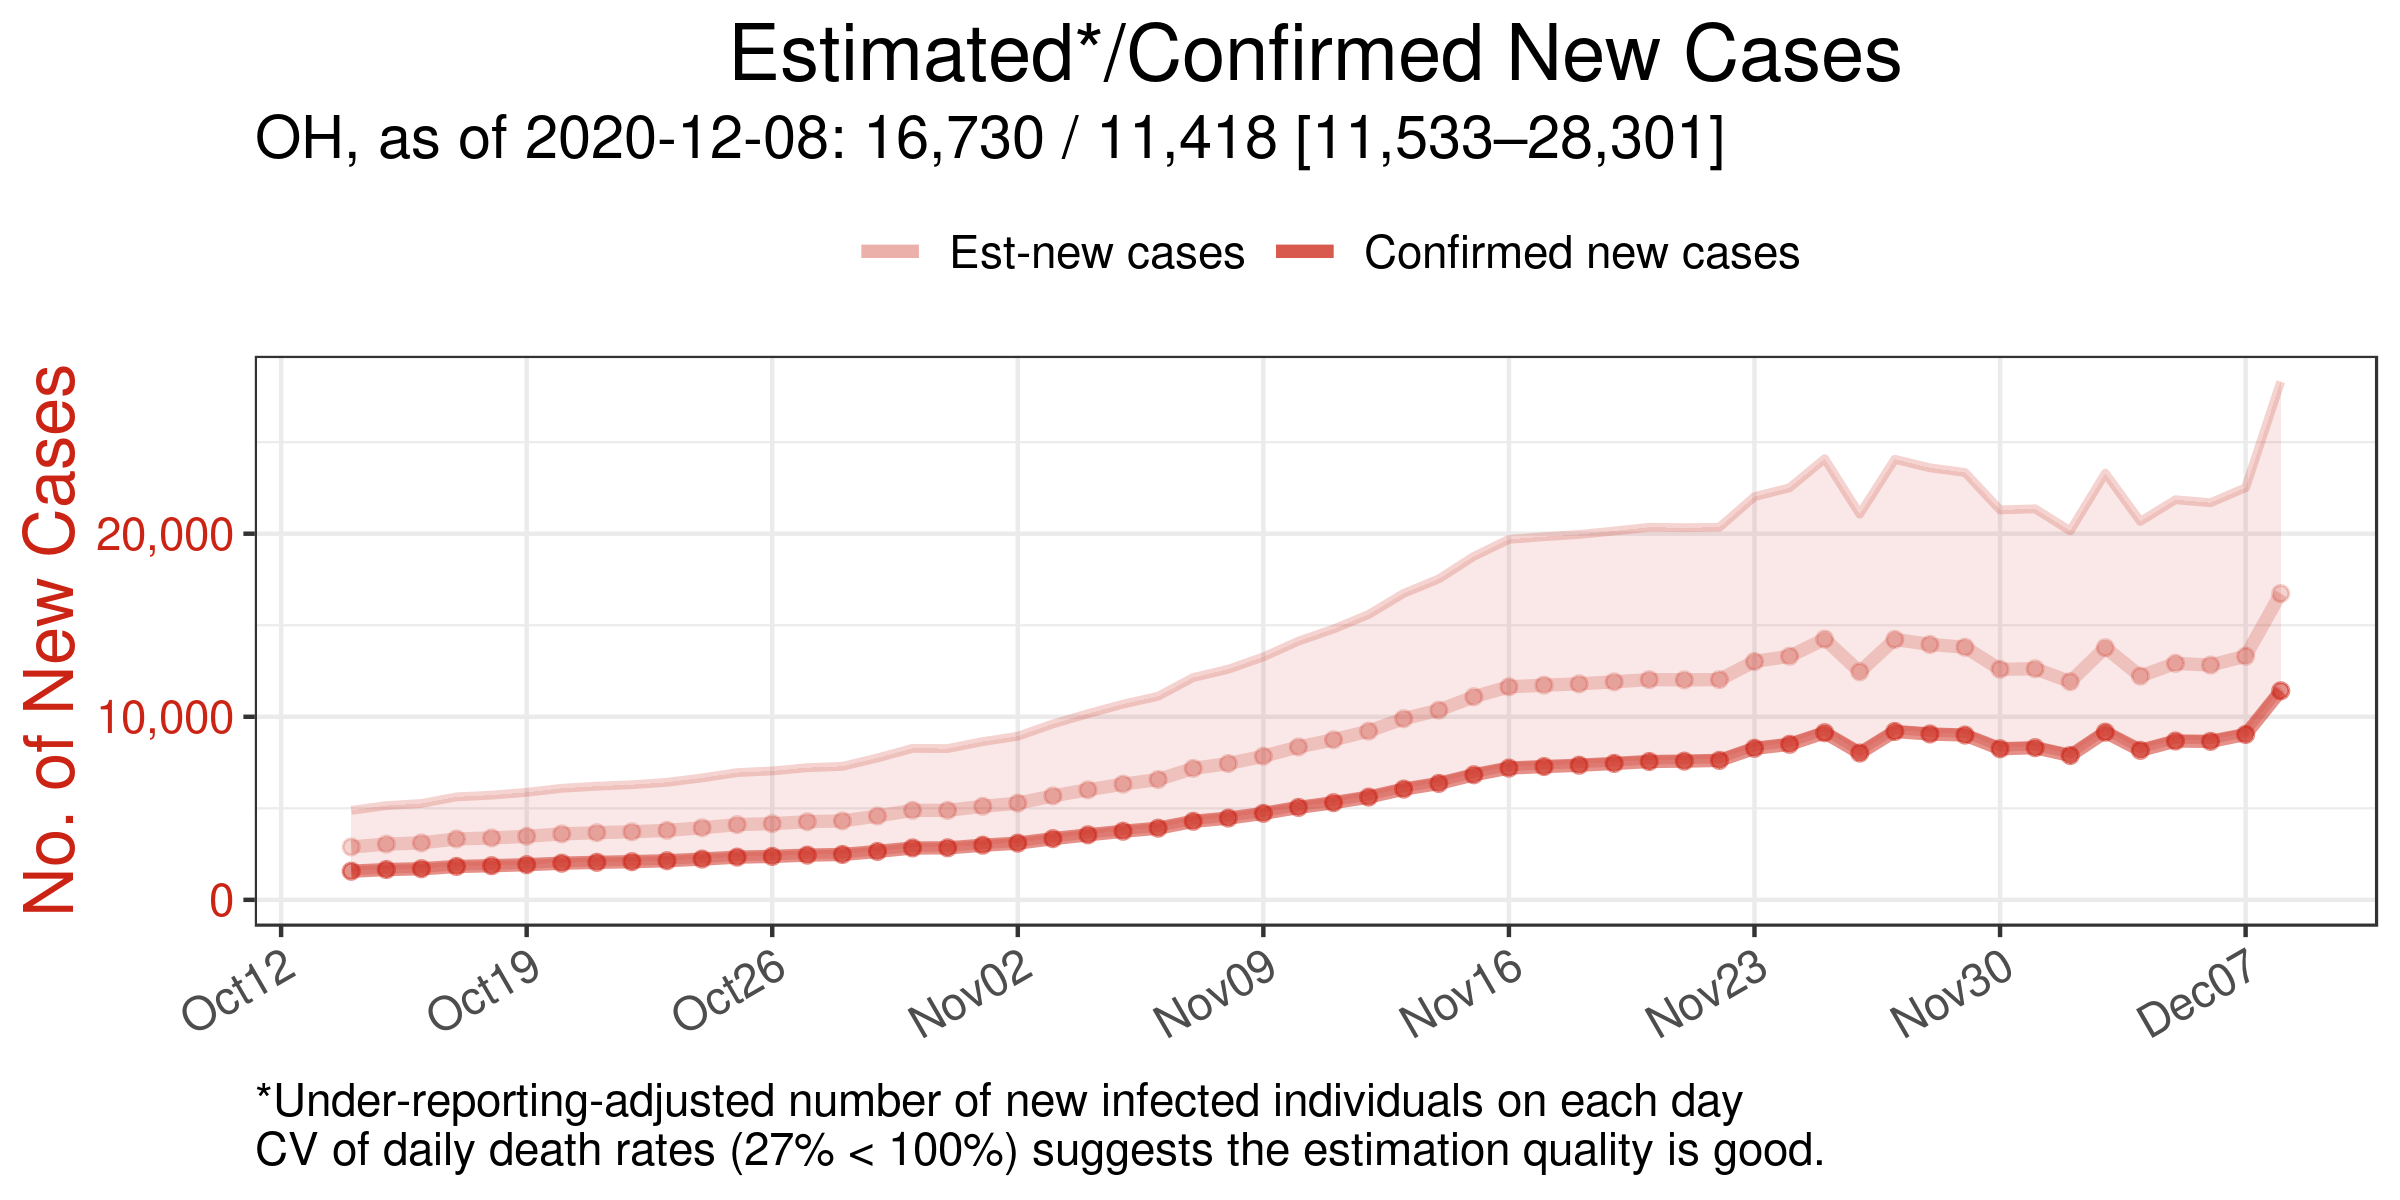 Estimated*/Confirmed New Cases
OH, as of 2020-12-08: 16,730 / 11,418 [11,533–28,301]
Est-new cases
Confirmed new cases
No. of New Cases
20,000
10,000
0
Oct12
Oct19
Oct26
Nov02
Nov09
Nov16
Nov23
Nov30
Dec07
*Under-reporting-adjusted number of new infected individuals on each day
CV of daily death rates (27% < 100%) suggests the estimation quality is good.